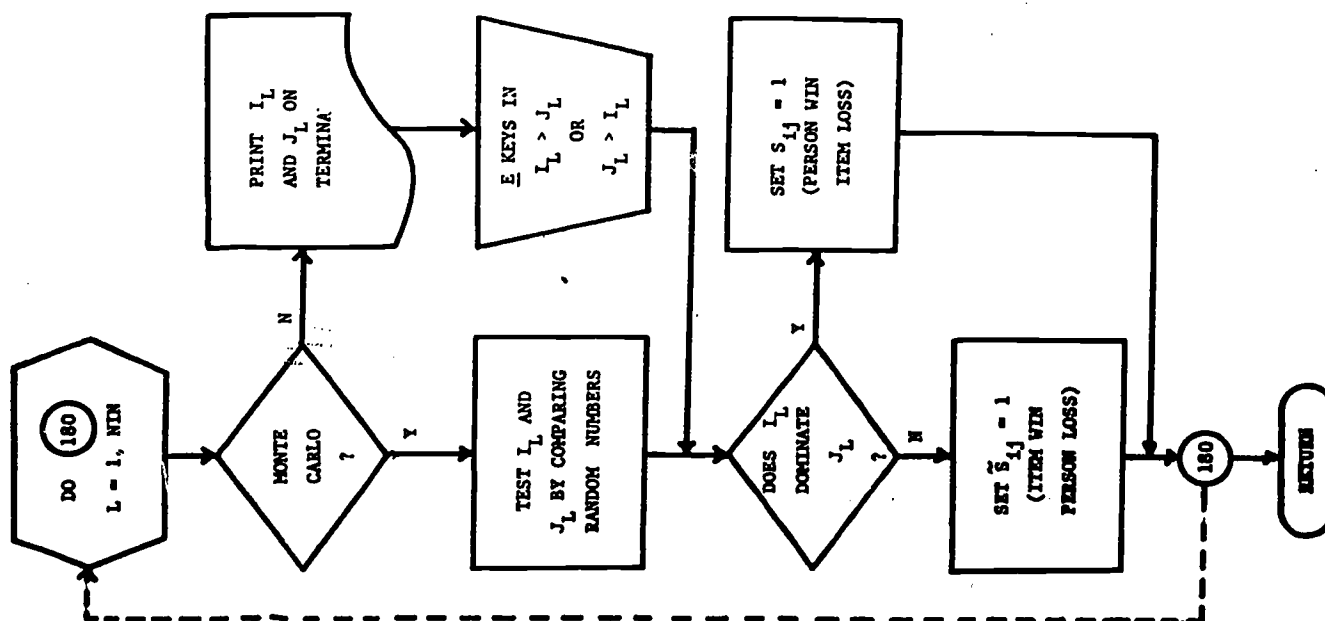 DO 180
L = 1, NIN
MONTE
CARLO
?
N
Y
PRINT I_L
AND J_L ON
TERMINA
E KEYS IN
I_L > J_L
OR
J_L > I_L
TEST I_L AND
J_L BY COMPARING
RANDOM NUMBERS
DOES I_L
DOMINATE
J_L
?
Y
N
SET S_ij = 1
(PERSON WIN
ITEM LOSS)
SET S̃_ij = 1
(ITEM WIN
PERSON LOSS)
180
RETURN